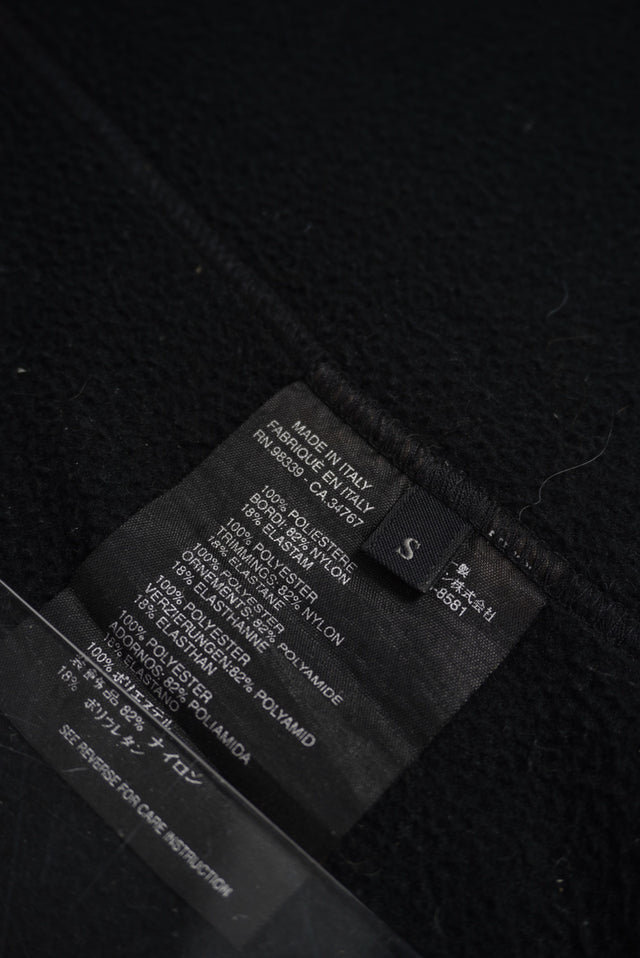 MADE IN ITALY
FABRIQUÉ EN ITALY
RN 98339 - CA.34767
100% POLIESTERE
BORDI: 82% NYLON
18% ELASTAM
100% POLYESTER
TRIMMINGS: 82% NYLON
18% ELASTANE
100% POLYESTER
ORNEMENTS: 82% POLYAMIDE
18% ELASTHANNE
100% POLYESTER
VERZIERUNGEN: 82% POLYAMID
18% ELASTHAN
100% POLYESTER
ADORNOS: 82% POLIAMIDA
18% ELASTANO
100% ポリエステル
品 82% ナイロン
18% ポリウレタン
SEE REVERSE FOR CARE INSTRUCTION
S
製
ン株式会社
-8581